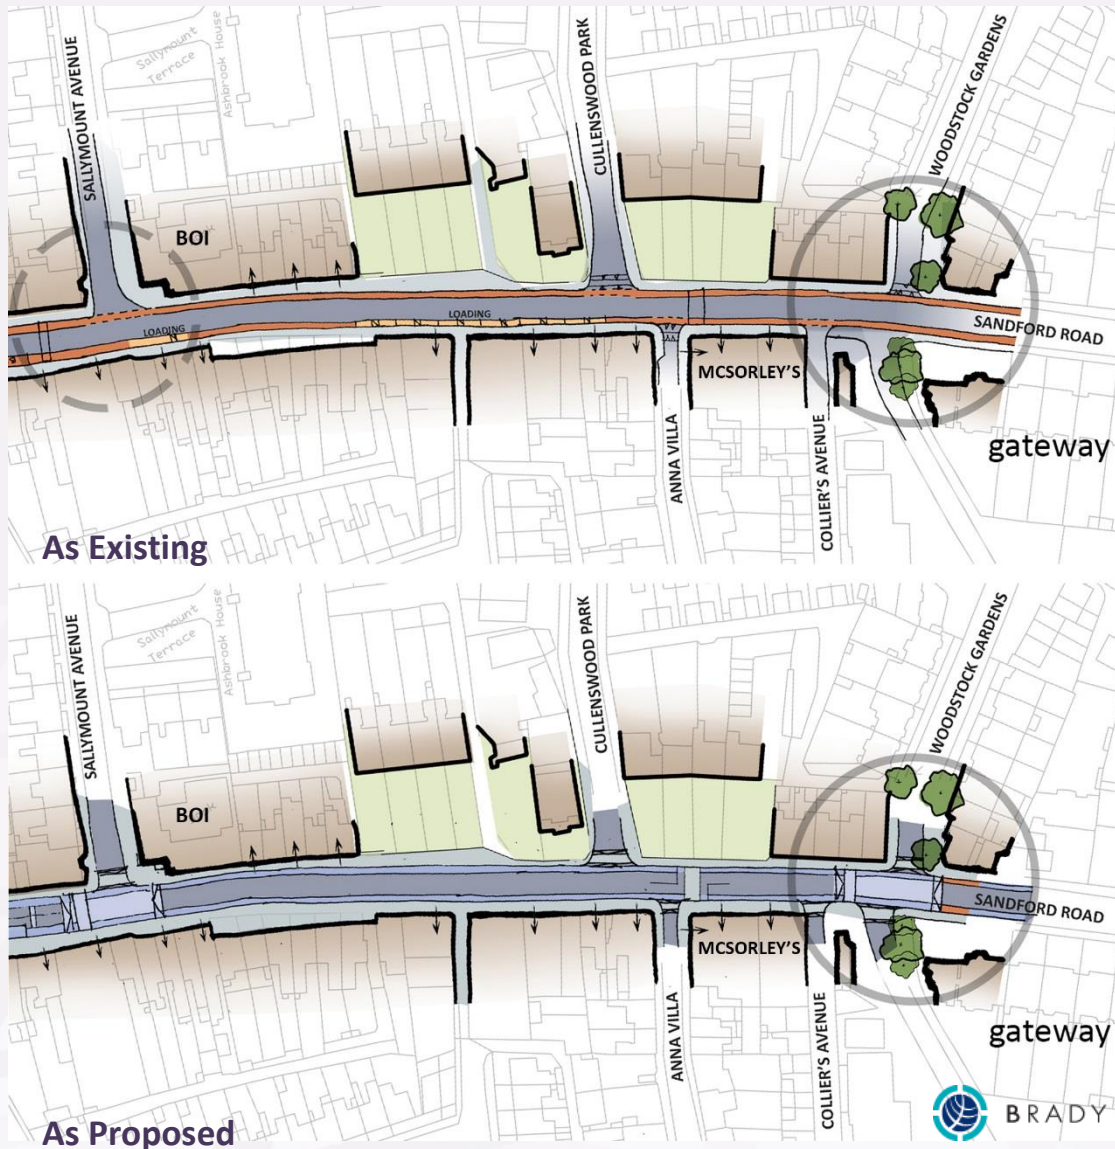 SALLYMOUNT AVENUE
Sallymount
Terrace
Ashbrook House
CULLENSWOOD PARK
WOODSTOCK GARDENS
BOI
LOADING
LOADING
SANDFORD ROAD
MCSORLEY'S
gateway
ANNA VILLA
COLLIER'S AVENUE
As Existing
SALLYMOUNT AVENUE
Sallymount
Terrace
Ashbrook House
CULLENSWOOD PARK
WOODSTOCK GARDENS
BOI
SANDFORD ROAD
MCSORLEY'S
gateway
ANNA VILLA
COLLIER'S AVENUE
As Proposed
BRADY